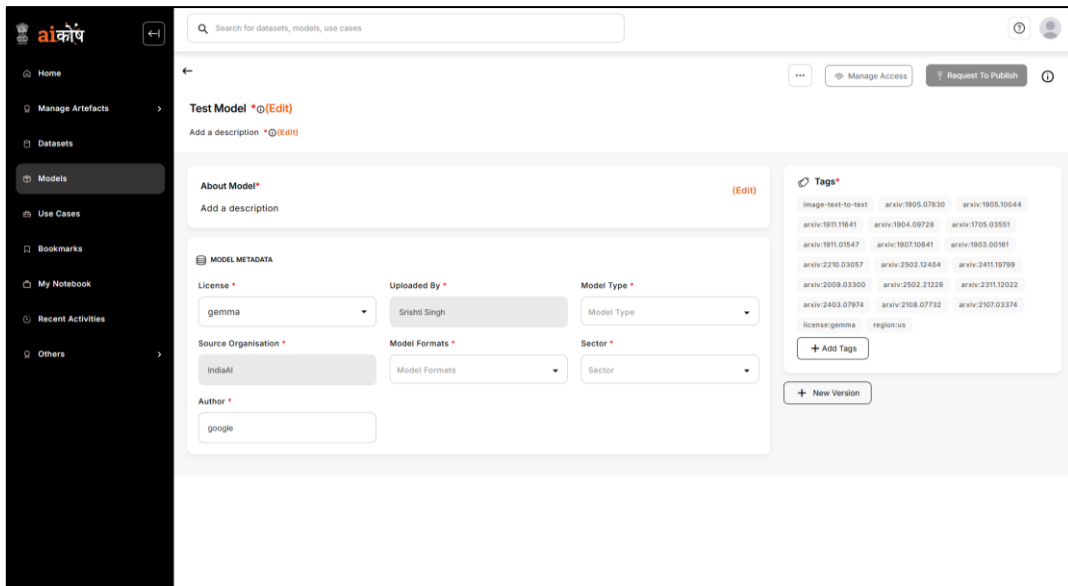 aiकोष
Search for datasets, models, use cases
Home
Manage Artefacts
Datasets
Models
Use Cases
Bookmarks
My Notebook
Recent Activities
Others
Manage Access
Request To Publish
Test Model * (Edit)
Add a description * (Edit)
About Model*
(Edit)
Add a description
MODEL METADATA
License * Uploaded By * Model Type *
gemma Srishti Singh Model Type
Source Organisation * Model Formats * Sector *
IndiaAI Model Formats Sector
Author *
google
Tags*
image-text-to-text arxiv:1905.07830 arxiv:1905.10044
arxiv:1911.11641 arxiv:1904.09728 arxiv:1705.03551
arxiv:1911.01547 arxiv:1907.10641 arxiv:1903.00161
arxiv:2210.03057 arxiv:2502.12404 arxiv:2411.19799
arxiv:2009.03300 arxiv:2502.21228 arxiv:2311.12022
arxiv:2403.07974 arxiv:2108.07732 arxiv:2107.03374
license:gemma region:us
+ Add Tags
+ New Version